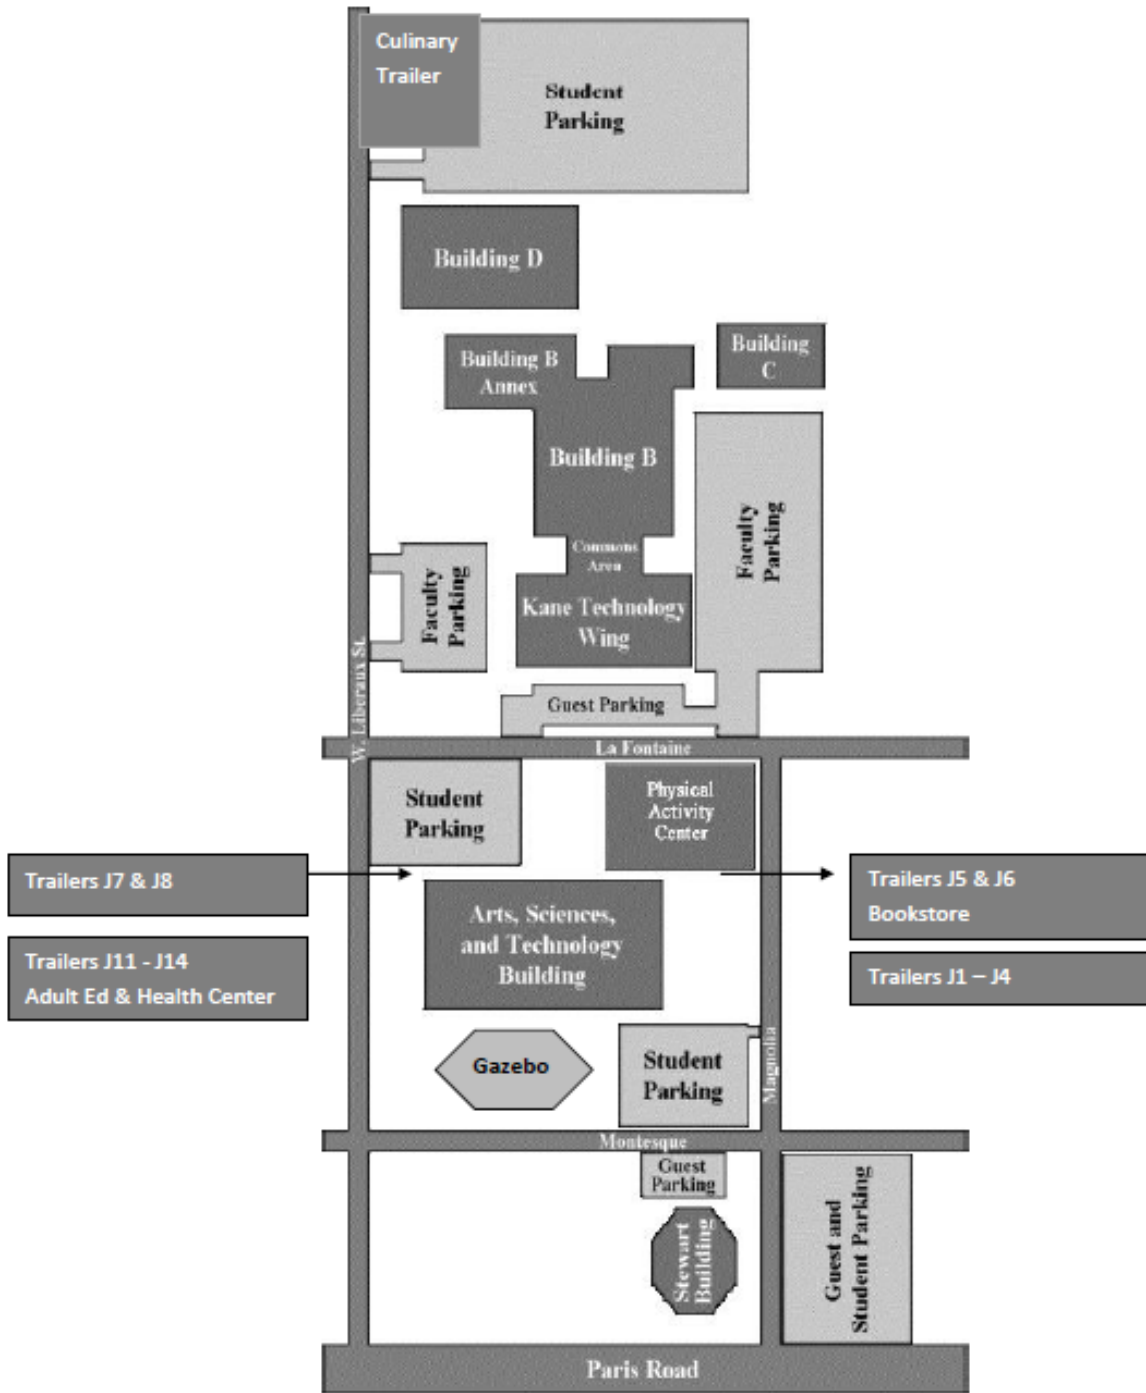 Culinary
Trailer
Student
Parking
Building D
Building B
Annex
Building
C
Building B
Commons
Area
Faculty
Parking
Faculty
Parking
Kane Technology
Wing
W. Liberaux St.
Guest Parking
La Fontaine
Student
Parking
Physical
Activity
Center
Trailers J7 & J8
Trailers J5 & J6
Bookstore
Arts, Sciences,
and Technology
Building
Trailers J11 - J14
Adult Ed & Health Center
Trailers J1 – J4
Gazebo
Student
Parking
Magnolia
Montesque
Guest
Parking
Stewart
Building
Guest and
Student Parking
Paris Road